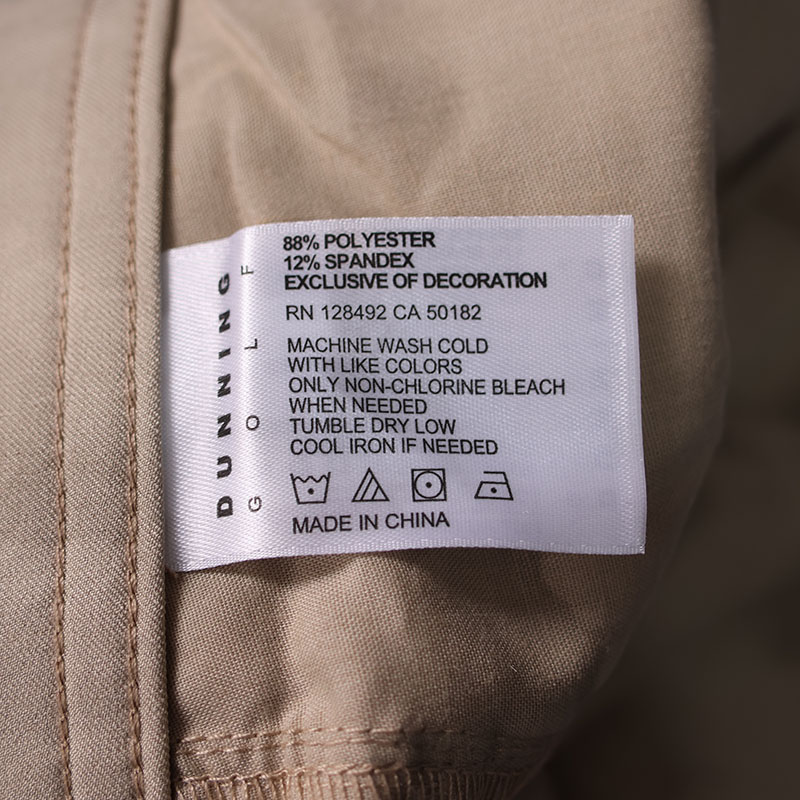 DUNNING
GOLF
88% POLYESTER
12% SPANDEX
EXCLUSIVE OF DECORATION
RN 128492 CA 50182
MACHINE WASH COLD
WITH LIKE COLORS
ONLY NON-CHLORINE BLEACH
WHEN NEEDED
TUMBLE DRY LOW
COOL IRON IF NEEDED
MADE IN CHINA